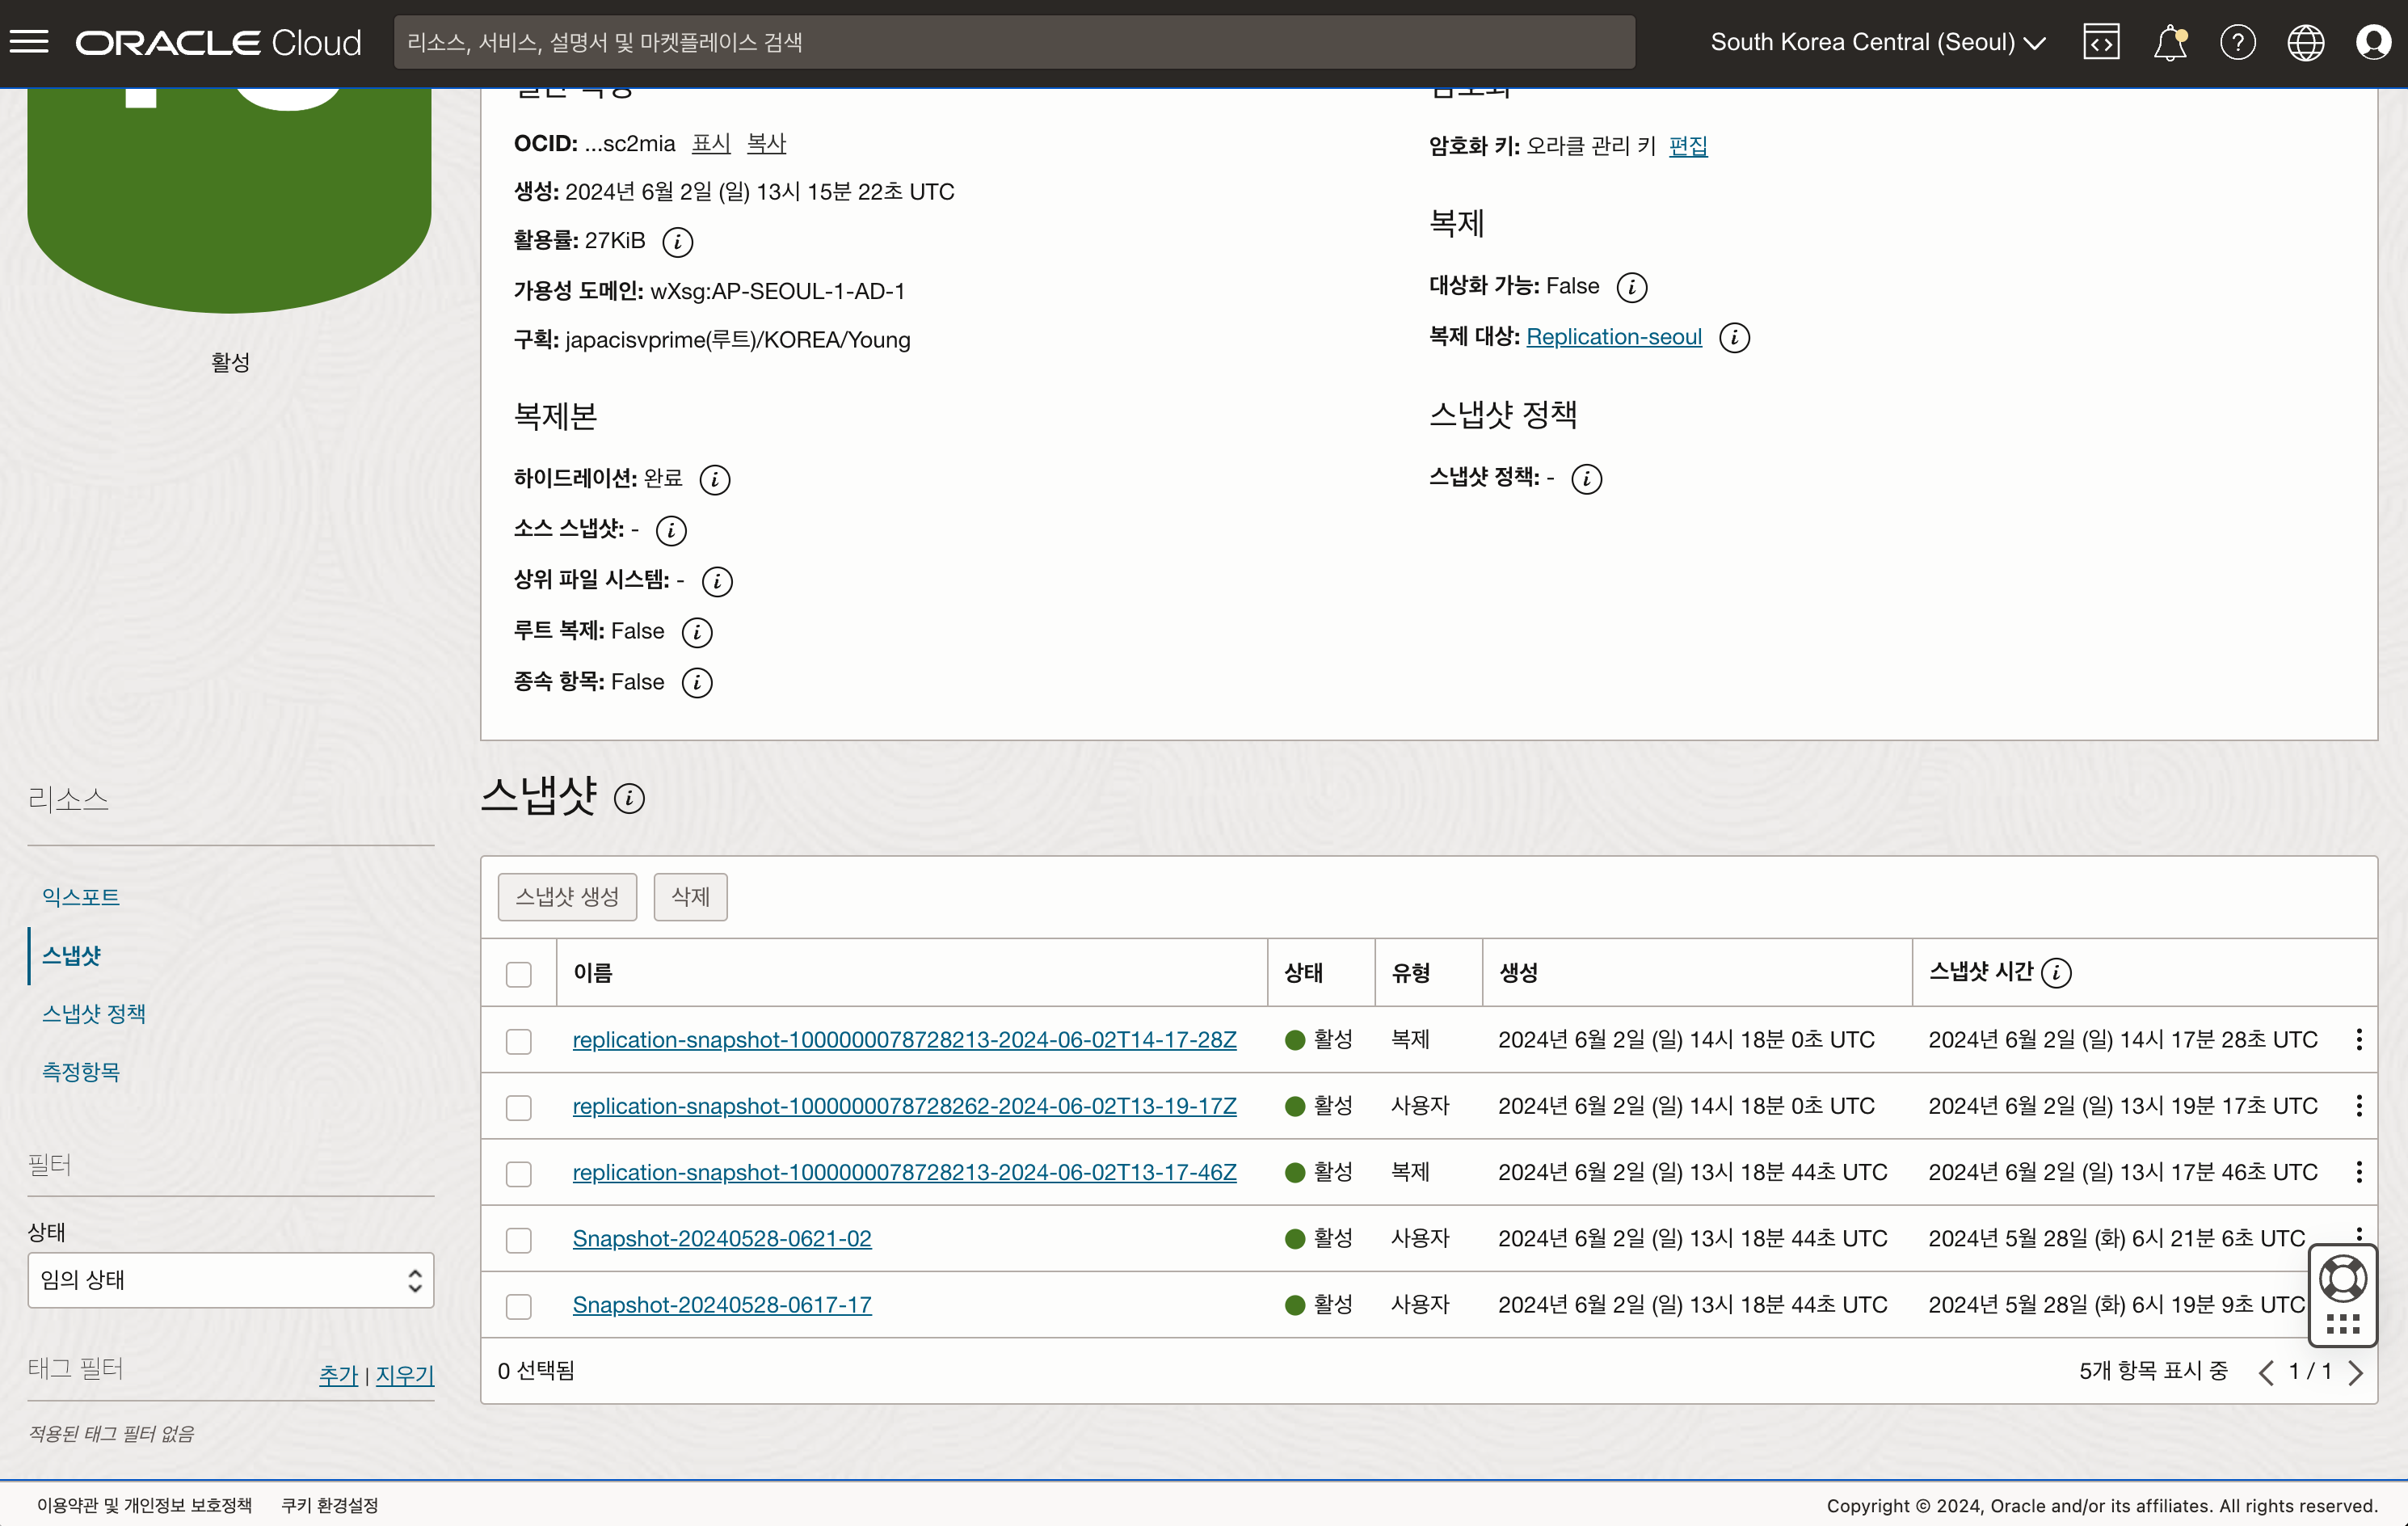 ORACLE Cloud
리소스, 서비스, 설명서 및 마켓플레이스 검색
South Korea Central (Seoul)
활성
OCID: ...sc2mia 표시 복사
생성: 2024년 6월 2일 (일) 13시 15분 22초 UTC
활용률: 27KiB
가용성 도메인: wXsg:AP-SEOUL-1-AD-1
구획: japacisvprime(루트)/KOREA/Young
복제본
하이드레이션: 완료
소스 스냅샷: -
상위 파일 시스템: -
루트 복제: False
종속 항목: False
암호화 키: 오라클 관리 키 편집
복제
대상화 가능: False
복제 대상: Replication-seoul
스냅샷 정책
스냅샷 정책: -
리소스
익스포트
스냅샷
스냅샷 정책
측정항목
필터
상태
임의 상태
태그 필터 추가 | 지우기
적용된 태그 필터 없음
스냅샷
스냅샷 생성 삭제
이름 상태 유형 생성 스냅샷 시간
replication-snapshot-1000000078728213-2024-06-02T14-17-28Z 활성 복제 2024년 6월 2일 (일) 14시 18분 0초 UTC 2024년 6월 2일 (일) 14시 17분 28초 UTC
replication-snapshot-1000000078728262-2024-06-02T13-19-17Z 활성 사용자 2024년 6월 2일 (일) 14시 18분 0초 UTC 2024년 6월 2일 (일) 13시 19분 17초 UTC
replication-snapshot-1000000078728213-2024-06-02T13-17-46Z 활성 복제 2024년 6월 2일 (일) 13시 18분 44초 UTC 2024년 6월 2일 (일) 13시 17분 46초 UTC
Snapshot-20240528-0621-02 활성 사용자 2024년 6월 2일 (일) 13시 18분 44초 UTC 2024년 5월 28일 (화) 6시 21분 6초 UTC
Snapshot-20240528-0617-17 활성 사용자 2024년 6월 2일 (일) 13시 18분 44초 UTC 2024년 5월 28일 (화) 6시 19분 9초 UTC
0 선택됨 5개 항목 표시 중 1 / 1
이용약관 및 개인정보 보호정책 쿠키 환경설정 Copyright © 2024, Oracle and/or its affiliates. All rights reserved.